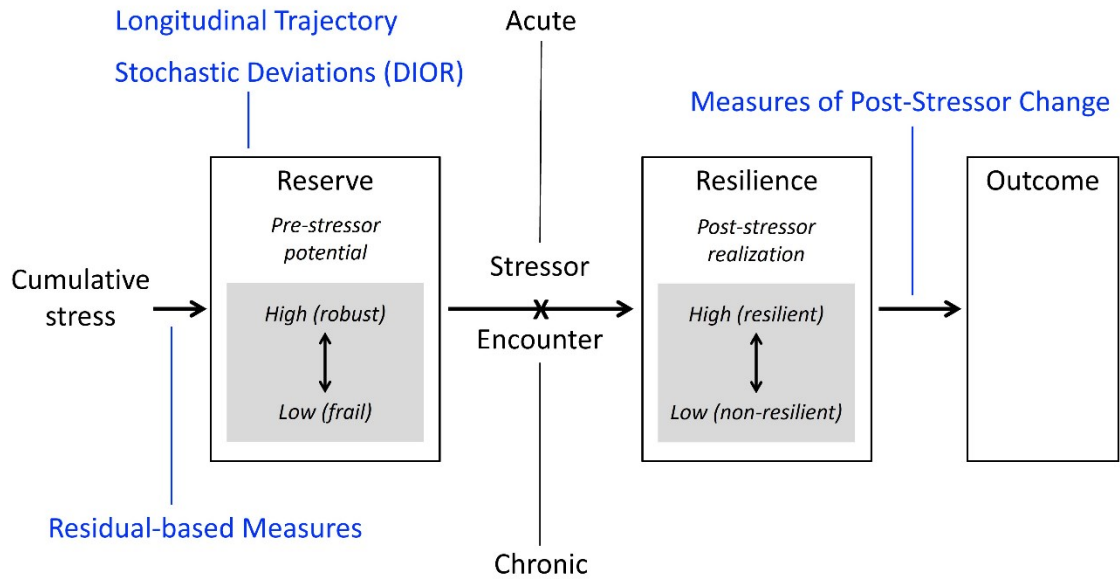 Longitudinal Trajectory
Stochastic Deviations (DIOR)
Acute
Measures of Post-Stressor Change
Reserve
Pre-stressor
potential
High (robust)
Low (frail)
Cumulative
stress
Stressor
X
Encounter
Resilience
Post-stressor
realization
High (resilient)
Low (non-resilient)
Outcome
Residual-based Measures
Chronic